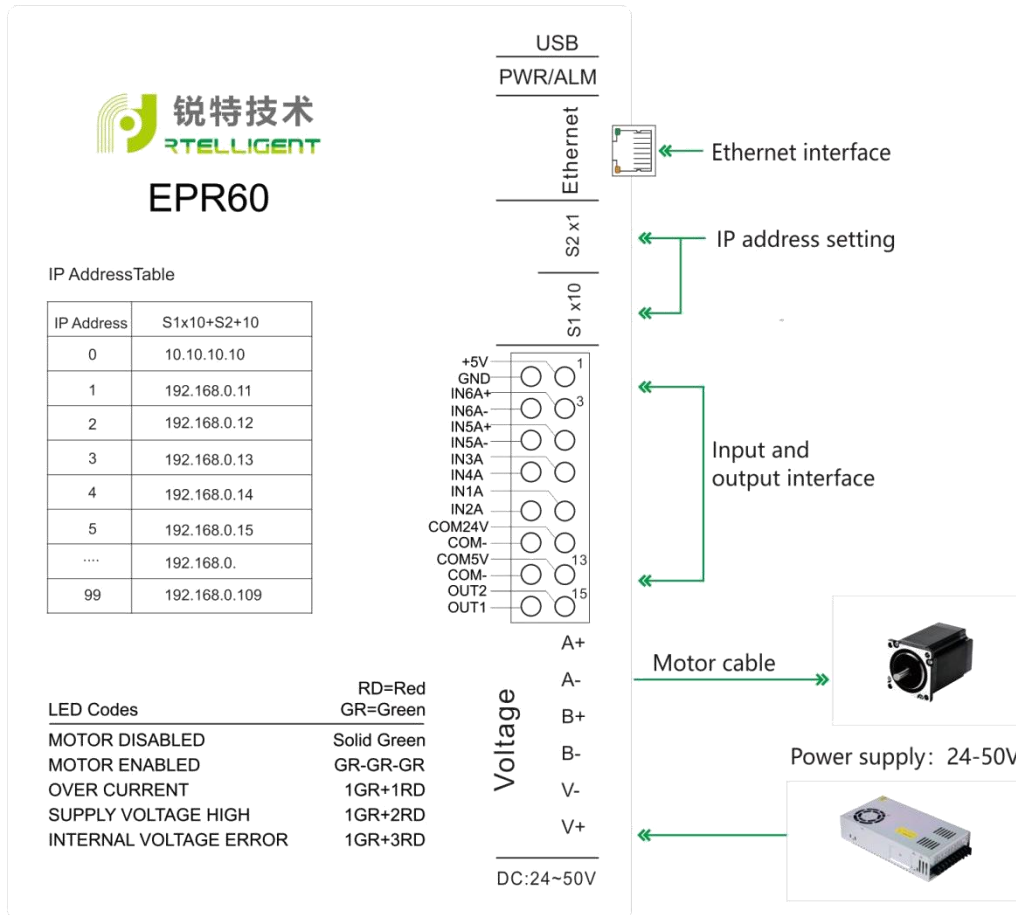 USB
PWR/ALM
Ethernet
S2 x1
S1 x10
锐特技术
RTELLIGENT
EPR60
IP AddressTable
IP Address S1x10+S2+10
0 10.10.10.10
1 192.168.0.11
2 192.168.0.12
3 192.168.0.13
4 192.168.0.14
5 192.168.0.15
.... 192.168.0.
99 192.168.0.109
RD=Red
LED Codes GR=Green
MOTOR DISABLED Solid Green
MOTOR ENABLED GR-GR-GR
OVER CURRENT 1GR+1RD
SUPPLY VOLTAGE HIGH 1GR+2RD
INTERNAL VOLTAGE ERROR 1GR+3RD
+5V 1
GND
IN6A+ 3
IN6A-
IN5A+
IN5A-
IN3A
IN4A
IN1A
IN2A
COM24V
COM-
COM5V 13
COM-
OUT2 15
OUT1
Voltage
A+
A-
B+
B-
V-
V+
DC:24~50V
Ethernet interface
IP address setting
Input and
output interface
Motor cable
Power supply: 24-50V